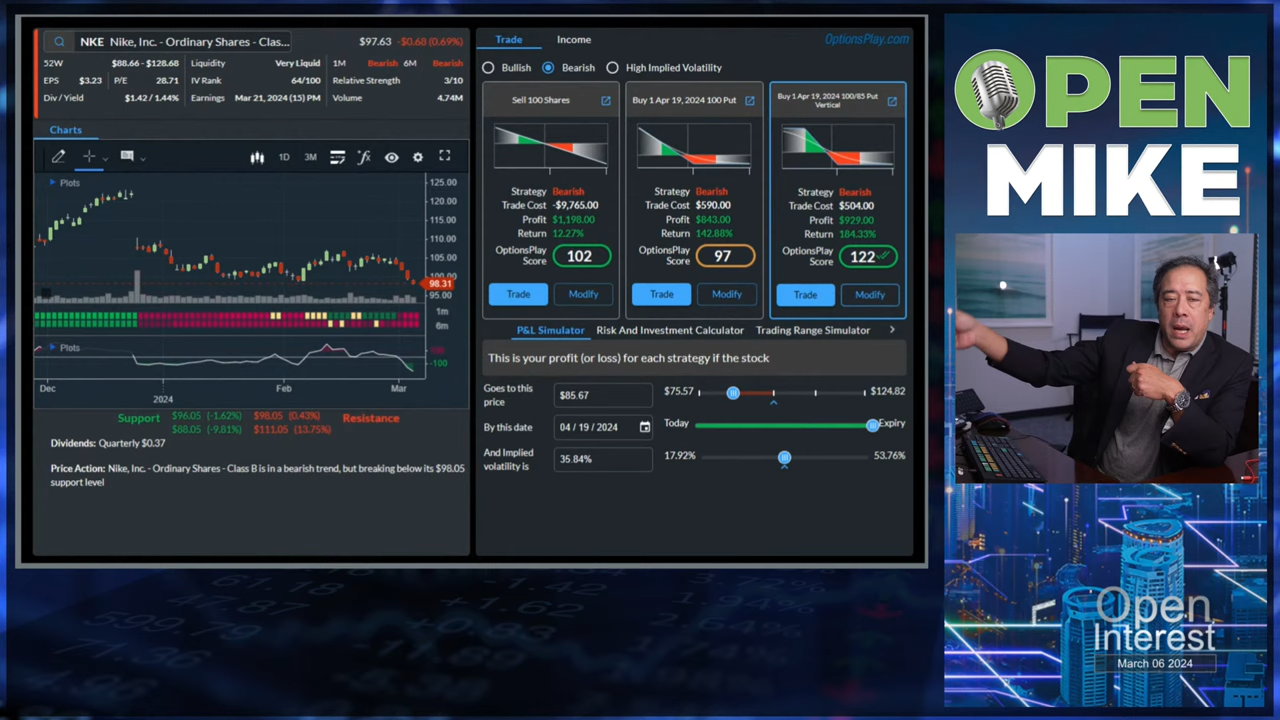 NKE Nike, Inc. - Ordinary Shares - Clas...
$97.63 -$0.68 (0.69%)
52W $88.66 - $128.68 Liquidity Very Liquid 1M Bearish 6M Bearish
EPS $3.23 P/E 28.71 IV Rank 64/100 Relative Strength 3/10
Div / Yield $1.42 / 1.44% Earnings Mar 21, 2024 (15) PM Volume 4.74M
Charts
1D 3M
Plots
125.00
120.00
115.00
110.00
105.00
100.00
98.31
95.00
1m
6m
Plots
-100
Dec Feb Mar
2024
Support $96.05 (-1.62%) $98.05 (0.43%) Resistance
$88.05 (-9.81%) $111.05 (13.75%)
Dividends: Quarterly $0.37
Price Action: Nike, Inc. - Ordinary Shares - Class B is in a bearish trend, but breaking below its $98.05
support level
Trade Income OptionsPlay.com
Bullish Bearish High Implied Volatility
Sell 100 Shares
Strategy Bearish
Trade Cost -$9,765.00
Profit $1,198.00
Return 12.27%
OptionsPlay
Score 102
Trade Modify
Buy 1 Apr 19, 2024 100 Put
Strategy Bearish
Trade Cost $590.00
Profit $843.00
Return 142.88%
OptionsPlay
Score 97
Trade Modify
Buy 1 Apr 19, 2024 100/85 Put
Vertical
Strategy Bearish
Trade Cost $504.00
Profit $929.00
Return 184.33%
OptionsPlay
Score 122
Trade Modify
P&L Simulator Risk And Investment Calculator Trading Range Simulator
This is your profit (or loss) for each strategy if the stock
Goes to this
price $85.67 $75.57 $124.82
By this date 04 / 19 / 2024 Today Expiry
And Implied
volatility is 35.84% 17.92% 53.76%
OPEN
MIKE
Open
Interest
March 06 2024
61.18
47.87
599.79
+1.62
71.36